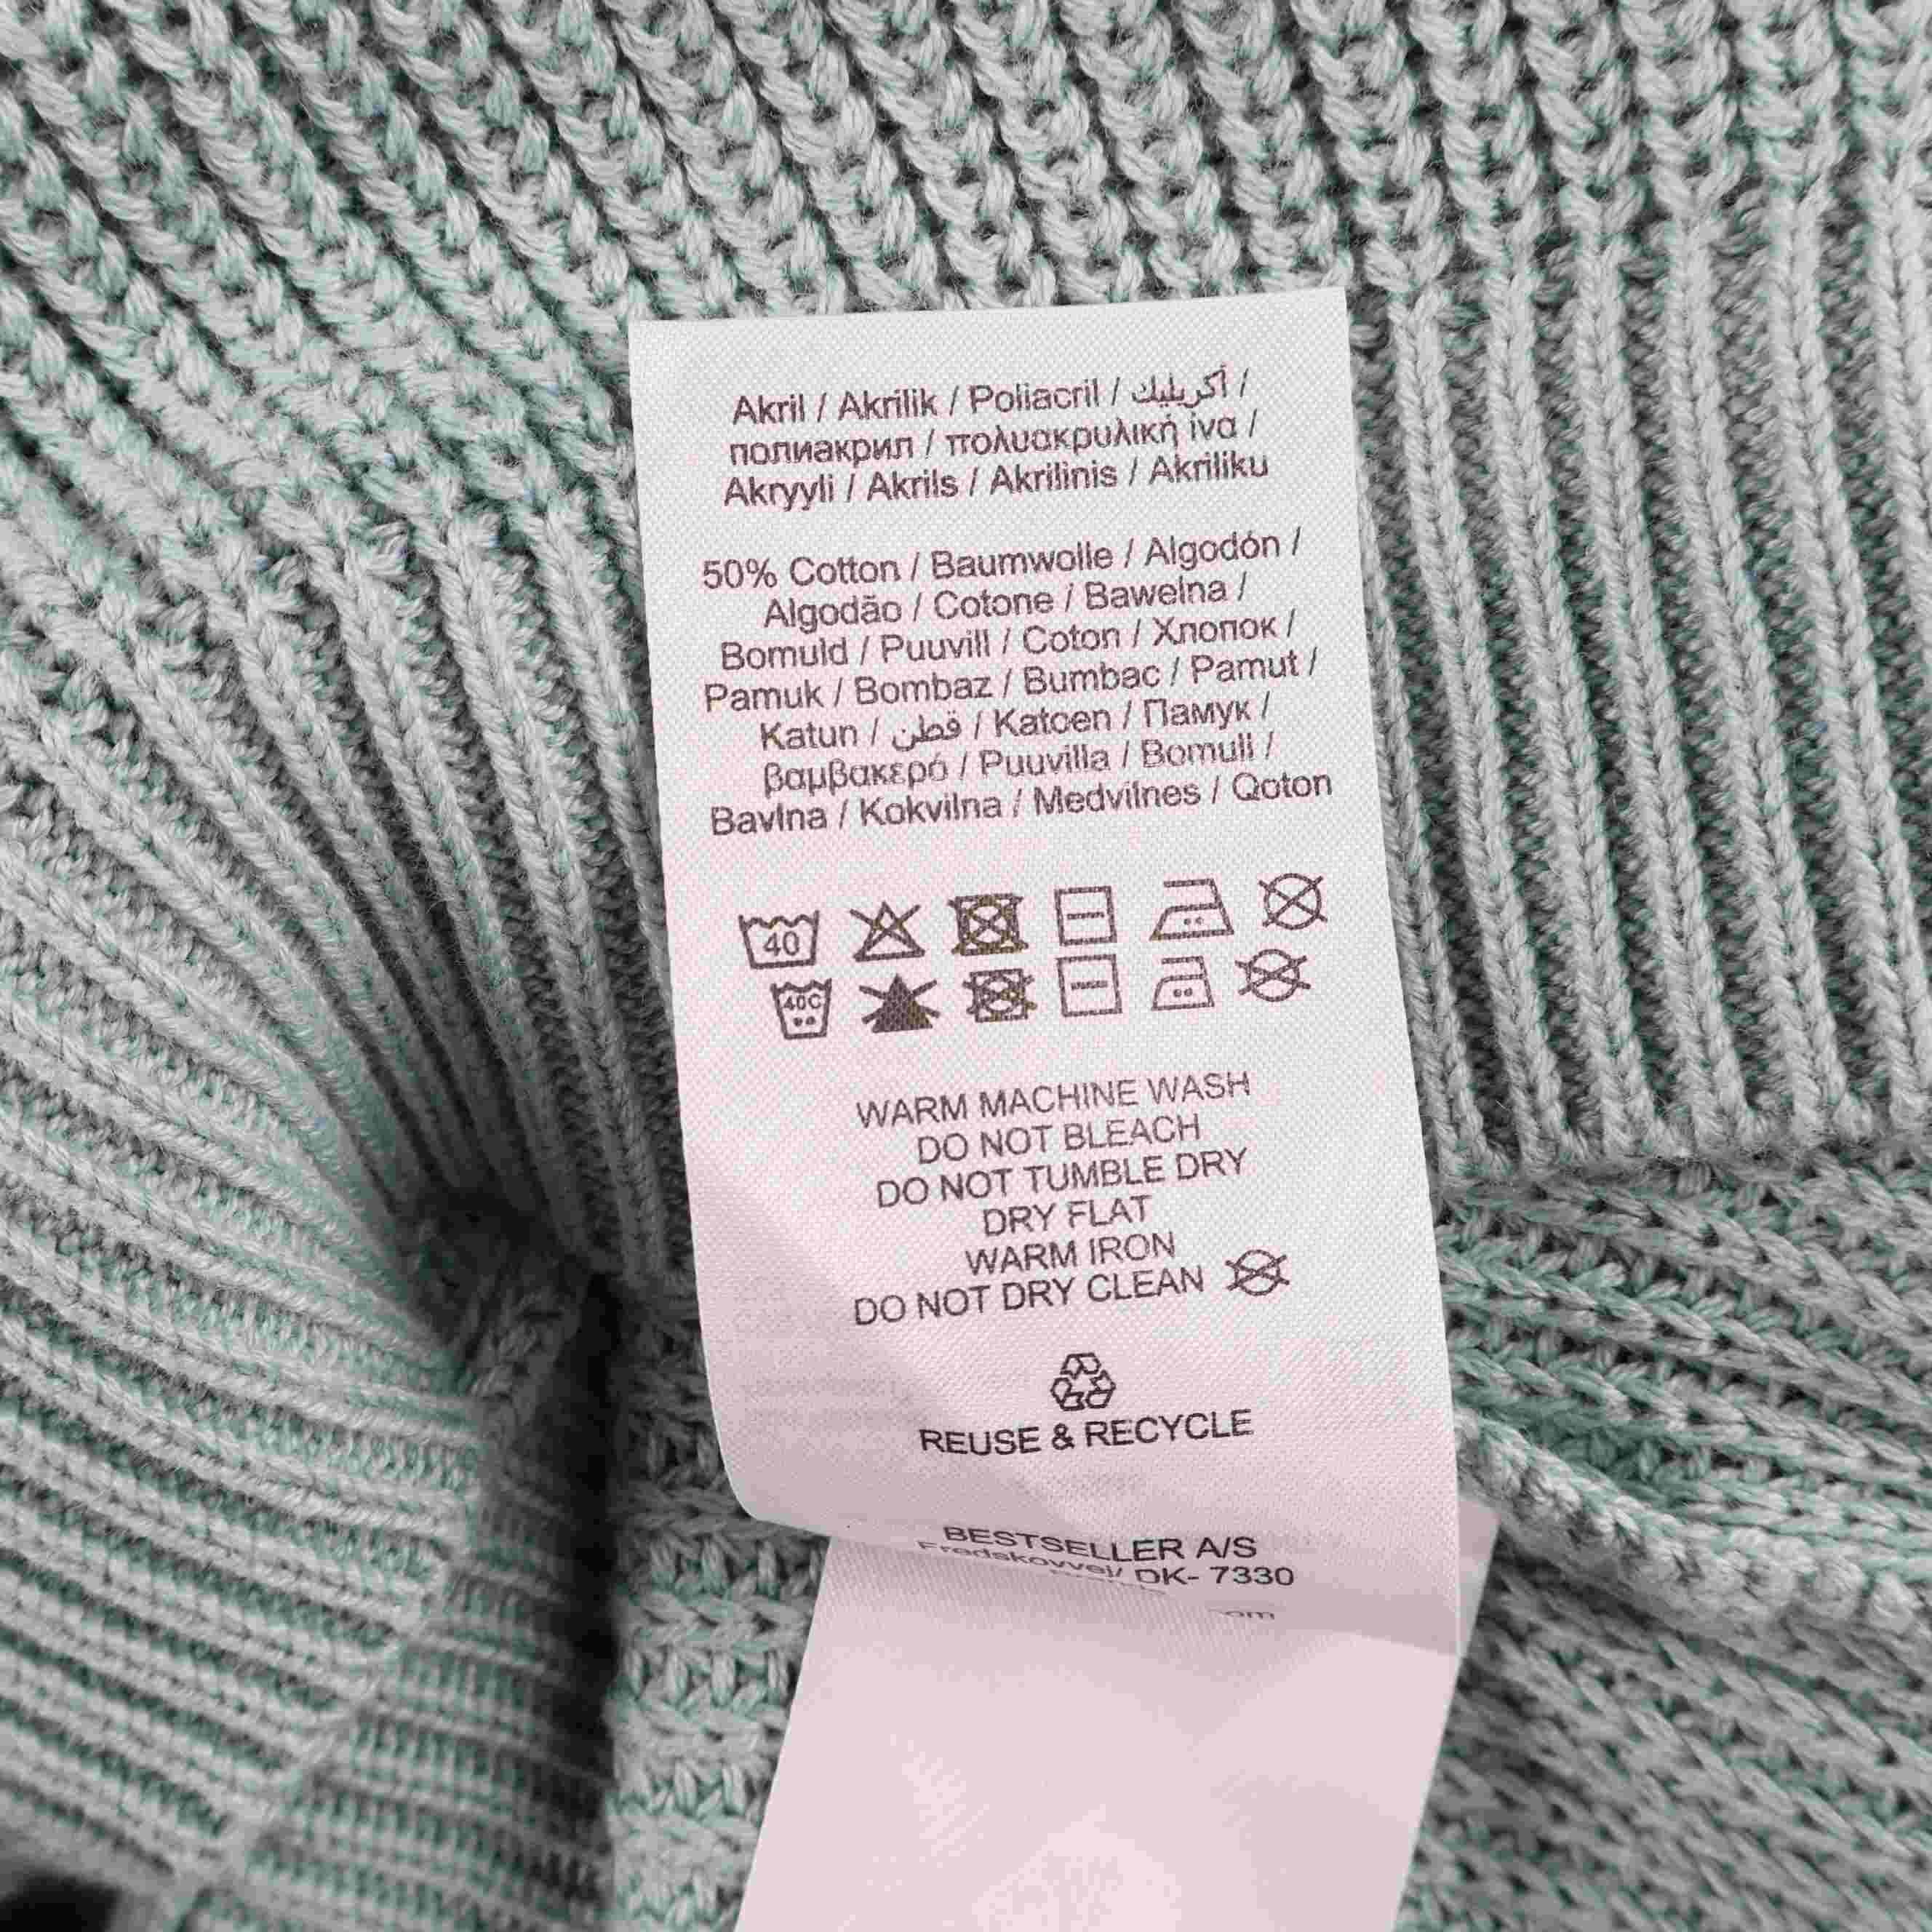 Akril / Akrilik / Poliacril / أكريليك /
полиакрил / πολυακρυλική ίνα /
Akryyli / Akrils / Akrilinis / Akriliku
50% Cotton / Baumwolle / Algodón /
Algodão / Cotone / Bawełna /
Bomuld / Puuvill / Coton / Хлопок /
Pamuk / Bombaž / Bumbac / Pamut /
Katun / قطن / Katoen / Памук /
βαμβακερό / Puuvilla / Bomull /
Bavlna / Kokvilna / Medvilnes / Qoton
40
40C
WARM MACHINE WASH
DO NOT BLEACH
DO NOT TUMBLE DRY
DRY FLAT
WARM IRON
DO NOT DRY CLEAN
REUSE & RECYCLE
BESTSELLER A/S
Fredskovvej/ DK- 7330